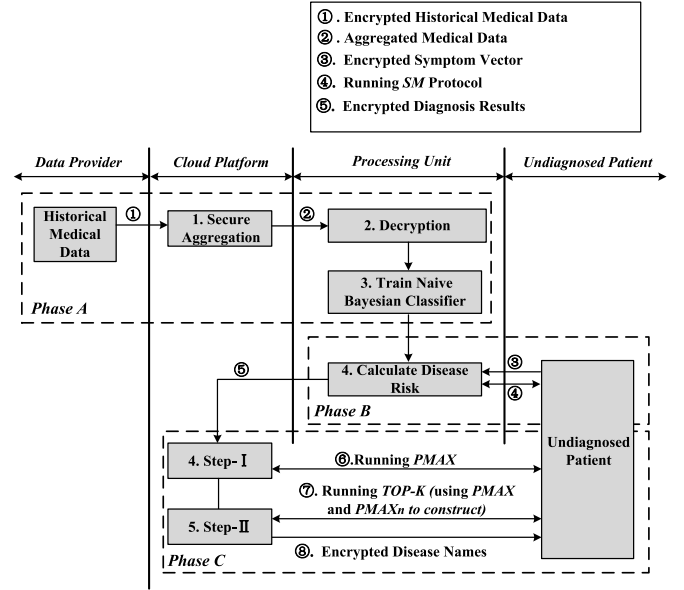 ①. Encrypted Historical Medical Data
②. Aggregated Medical Data
③. Encrypted Symptom Vector
④. Running SM Protocol
⑤. Encrypted Diagnosis Results
Data Provider
Cloud Platform
Processing Unit
Undiagnosed Patient
Historical
Medical
Data
①
1. Secure
Aggregation
②
2. Decryption
3. Train Naive
Bayesian Classifier
Phase A
⑤
4. Calculate Disease
Risk
③
④
Phase B
Undiagnosed
Patient
4. Step-Ⅰ
⑥.Running PMAX
⑦. Running TOP-K (using PMAX
and PMAXn to construct)
5. Step-Ⅱ
⑧. Encrypted Disease Names
Phase C